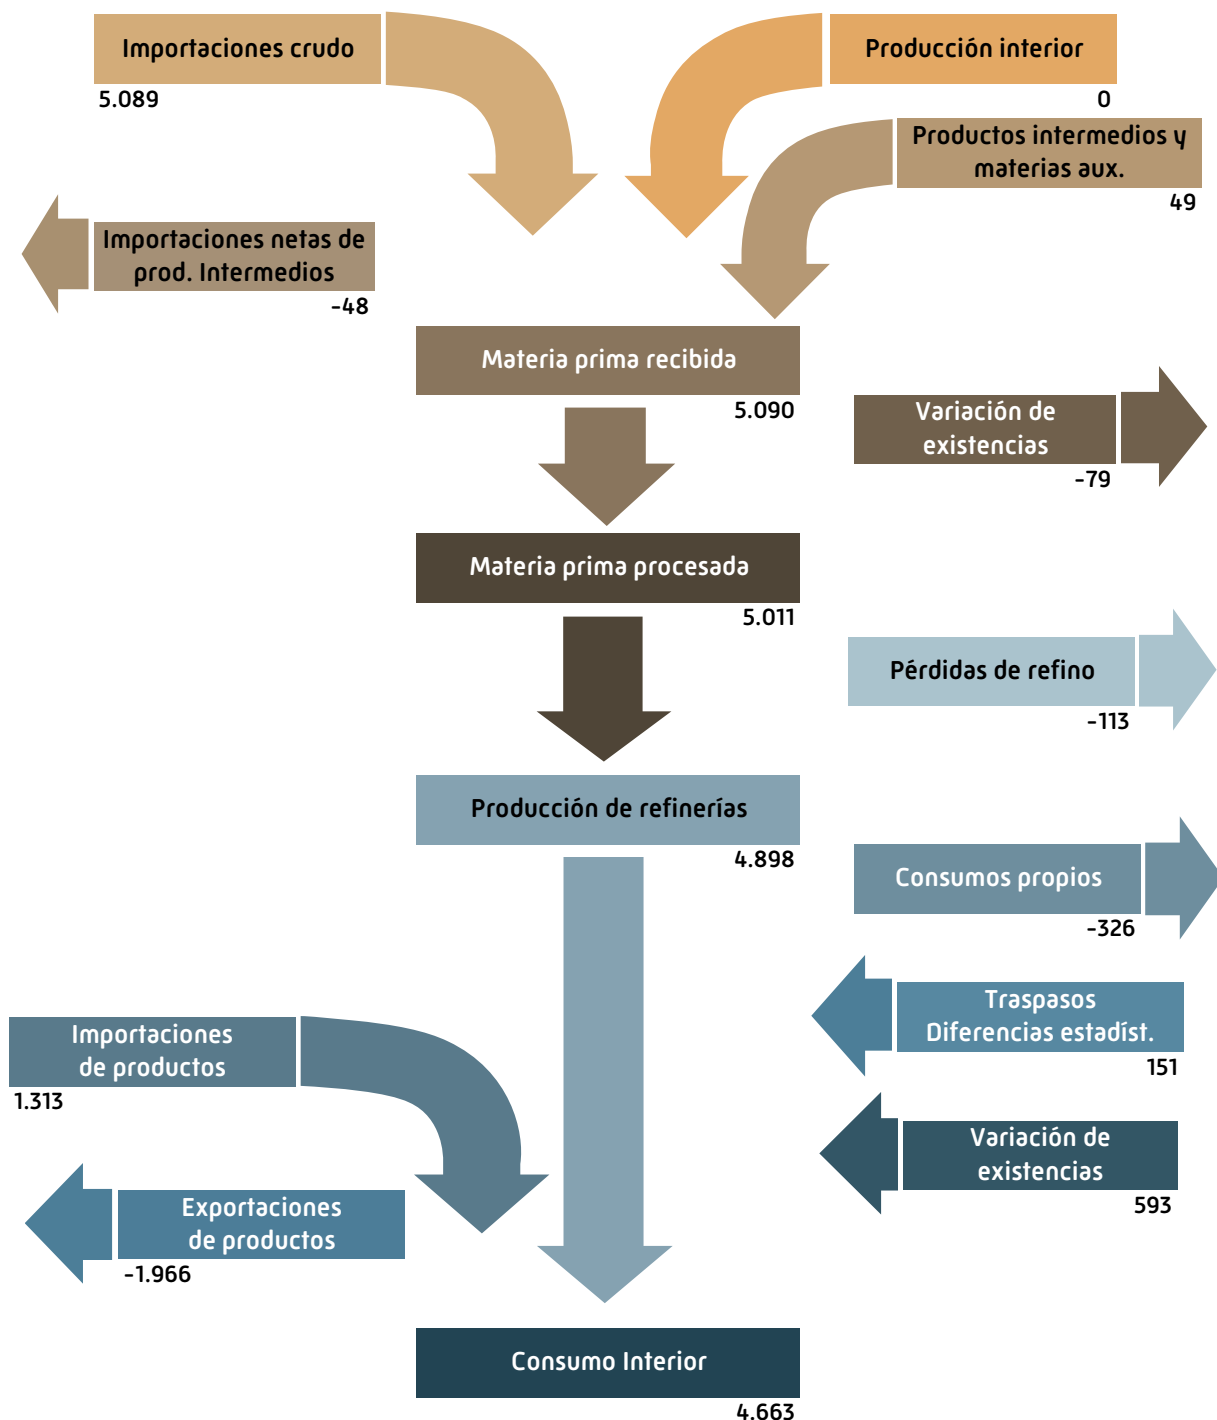 Importaciones crudo
5.089
Producción interior
0
Productos intermedios y
materias aux.
49
Importaciones netas de
prod. Intermedios
-48
Materia prima recibida
5.090
Variación de
existencias
-79
Materia prima procesada
5.011
Pérdidas de refino
-113
Producción de refinerías
4.898
Consumos propios
-326
Traspasos
Diferencias estadíst.
151
Importaciones
de productos
1.313
Variación de
existencias
593
Exportaciones
de productos
-1.966
Consumo Interior
4.663